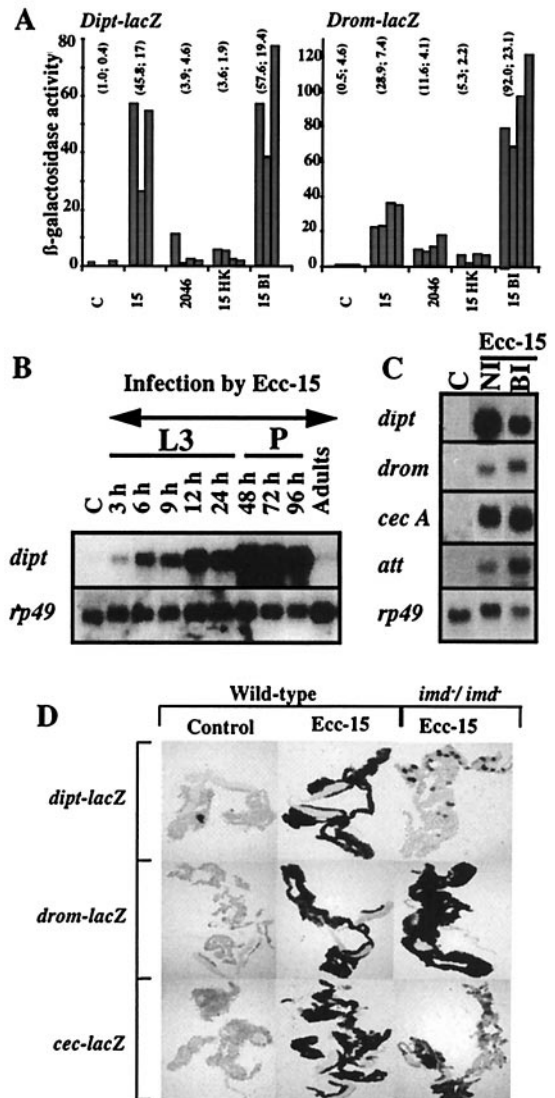 A
Dipt-lacZ
Drom-lacZ
ß-galactosidase activity
80
60
40
20
0
(1.0; 0.4)
(45.8; 17)
(3.9; 4.6)
(3.6; 1.9)
(57.6; 19.4)
C
15
2046
15 HK
15 BI
120
100
80
60
40
20
0
(0.5; 4.6)
(28.9; 7.4)
(11.6; 4.1)
(5.3; 2.2)
(92.0; 23.1)
C
15
2046
15 HK
15 BI
B
Infection by Ecc-15
L3
P
C
3 h
6 h
9 h
12 h
24 h
48 h
72 h
96 h
Adults
dipt
rp49
C
Ecc-15
C
NI
BI
dipt
drom
cec A
att
rp49
D
Wild-type
imd-/ imd-
Control
Ecc-15
Ecc-15
dipt-lacZ
drom-lacZ
cec-lacZ